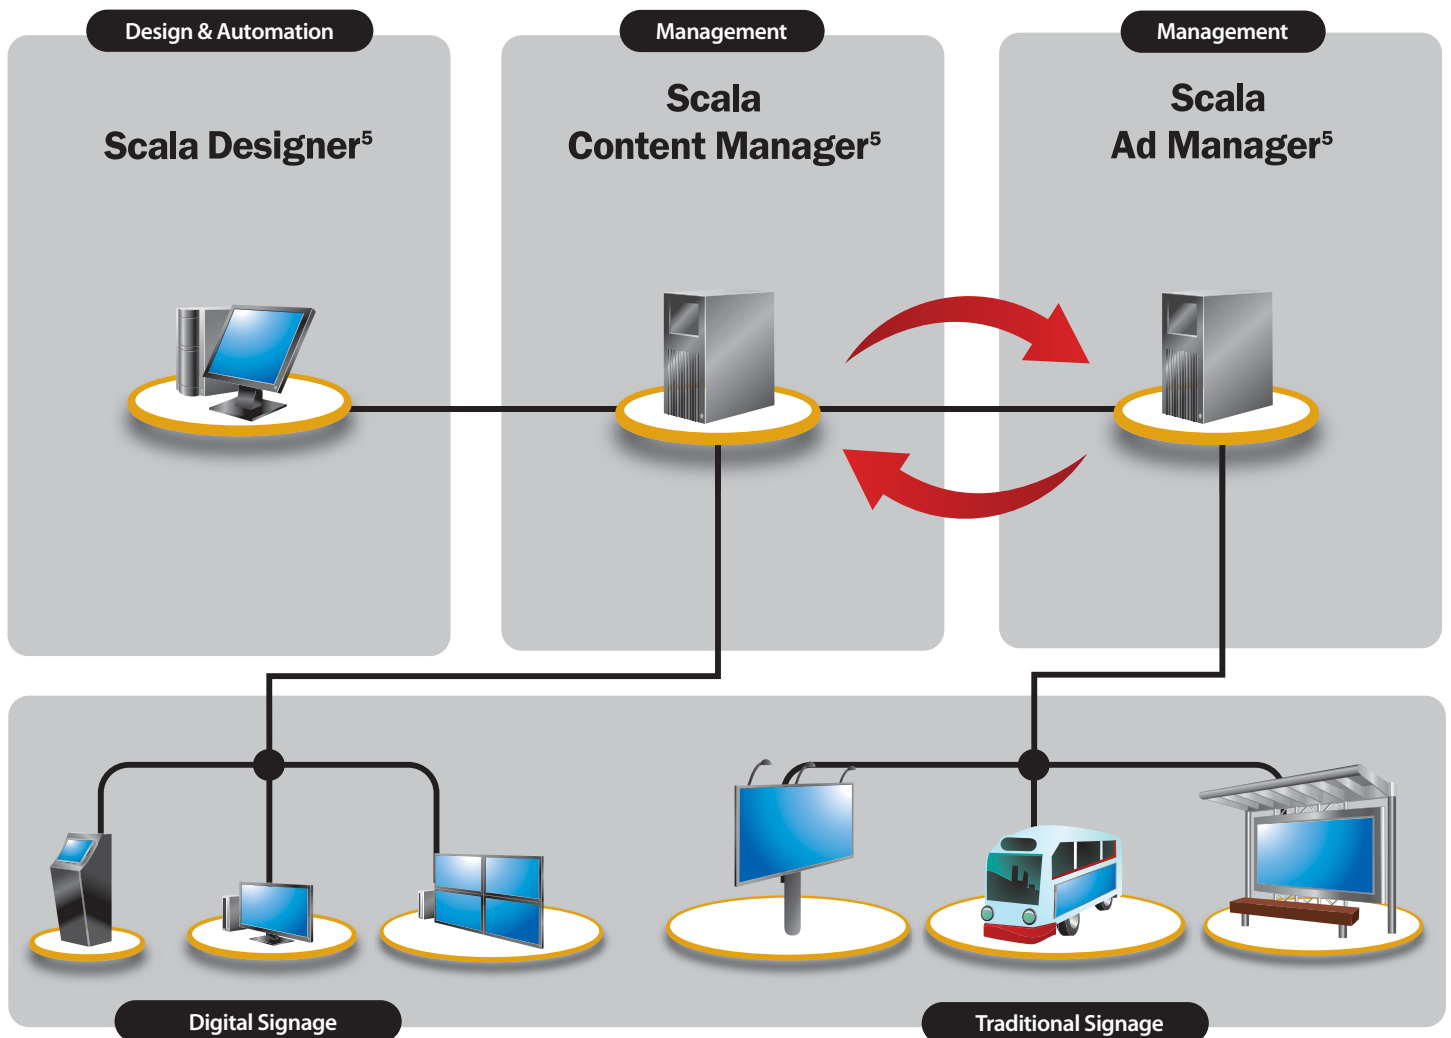 Design & Automation
Management
Management
Scala Designer⁵
Scala
Content Manager⁵
Scala
Ad Manager⁵
Digital Signage
Traditional Signage